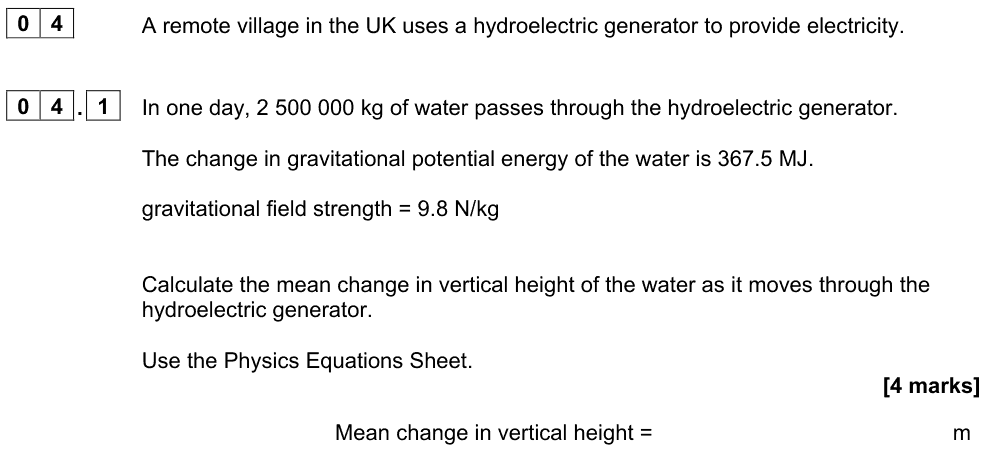 0 4 A remote village in the UK uses a hydroelectric generator to provide electricity.
0 4 . 1 In one day, 2 500 000 kg of water passes through the hydroelectric generator.
The change in gravitational potential energy of the water is 367.5 MJ.
gravitational field strength = 9.8 N/kg
Calculate the mean change in vertical height of the water as it moves through the
hydroelectric generator.
Use the Physics Equations Sheet.
[4 marks]
Mean change in vertical height = m